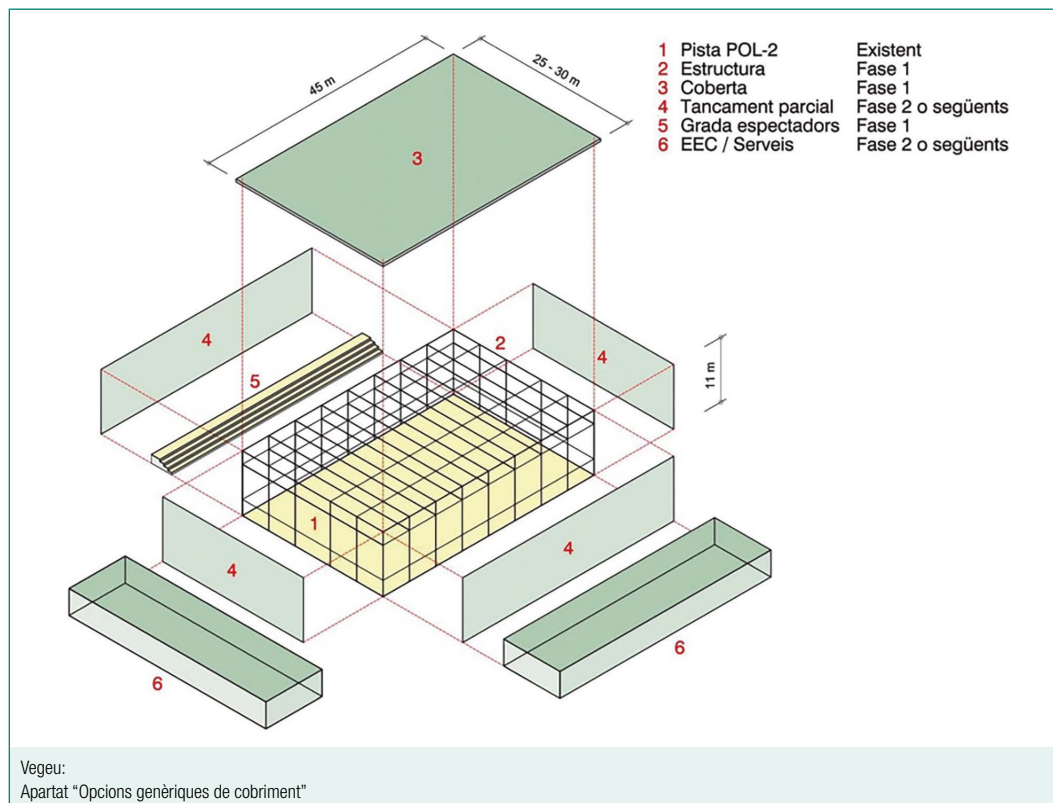 45 m
25 - 30 m
1 Pista POL-2 Existent
2 Estructura Fase 1
3 Coberta Fase 1
4 Tancament parcial Fase 2 o següents
5 Grada espectadors Fase 1
6 EEC / Serveis Fase 2 o següents
3
4
2
4
5
11 m
1
4
4
6
6
Vegeu:
Apartat “Opcions genèriques de cobriment”